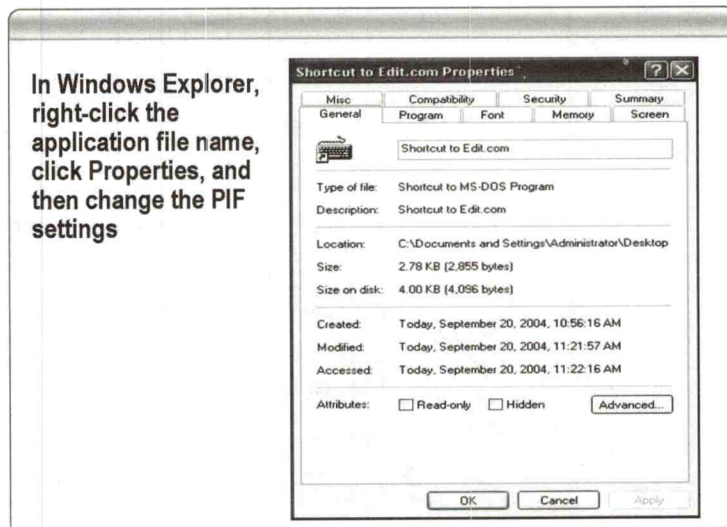 In Windows Explorer,
right-click the
application file name,
click Properties, and
then change the PIF
settings
Shortcut to Edit.com Properties
Misc Compatibility Security Summary
General Program Font Memory Screen
Shortcut to Edit.com
Type of file: Shortcut to MS-DOS Program
Description: Shortcut to Edit.com
Location: C:\Documents and Settings\Administrator\Desktop
Size: 2.78 KB (2,855 bytes)
Size on disk: 4.00 KB (4,096 bytes)
Created: Today, September 20, 2004, 10:56:16 AM
Modified: Today, September 20, 2004, 11:21:57 AM
Accessed: Today, September 20, 2004, 11:22:16 AM
Attributes: Read-only Hidden Advanced...
OK Cancel Apply